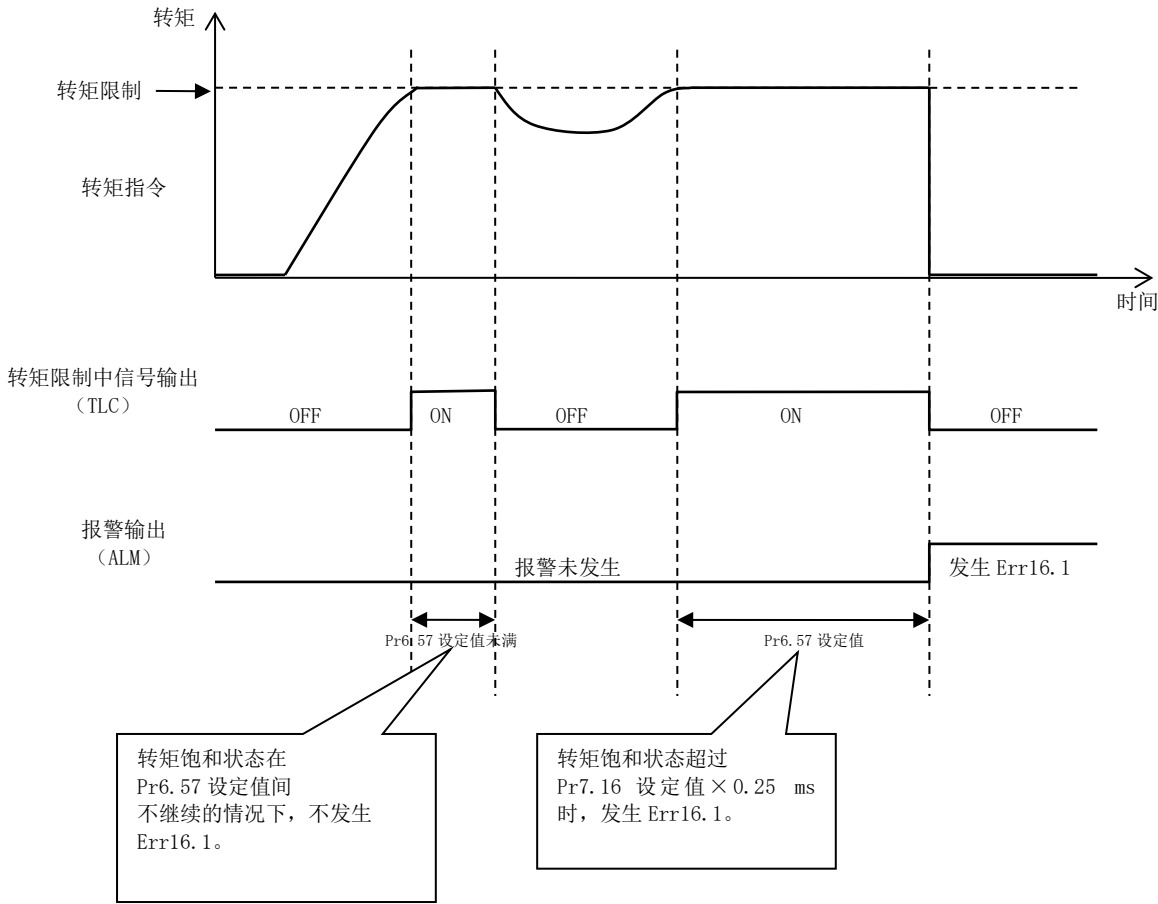 转矩
转矩限制
转矩指令
时间
转矩限制中信号输出
（TLC）
OFF
ON
OFF
ON
OFF
报警输出
（ALM）
报警未发生
发生 Err16.1
Pr6.57 设定值未满
Pr6.57 设定值
转矩饱和状态在
Pr6.57 设定值间
不继续的情况下，不发生
Err16.1。
转矩饱和状态超过
Pr7.16 设定值×0.25 ms
时，发生 Err16.1。